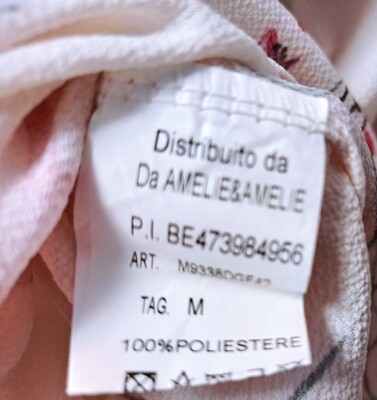 Distribuito da
Da AMELIE&AMELIE
P.I. BE473984956
ART.
TAG. M
100%POLIESTERE